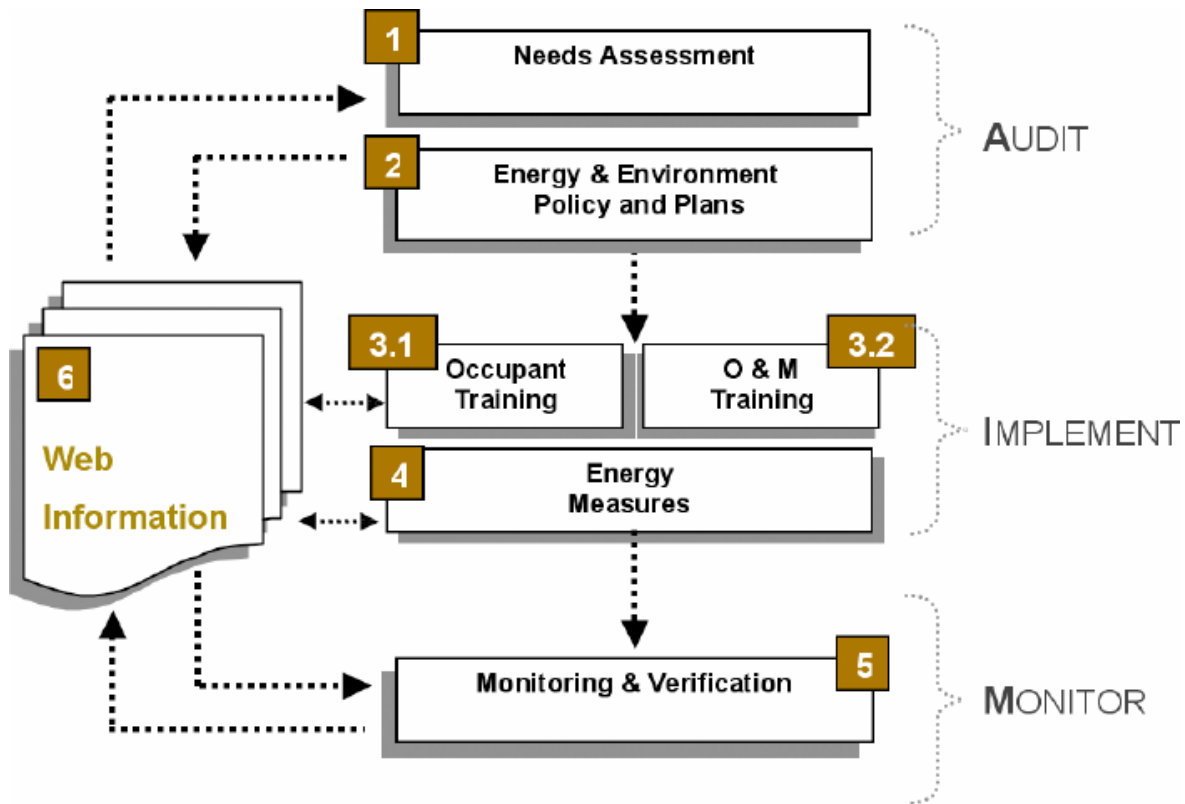 1
Needs Assessment
2
Energy & Environment
Policy and Plans
AUDIT
3.1
Occupant
Training
3.2
O & M
Training
4
Energy
Measures
IMPLEMENT
6
Web
Information
5
Monitoring & Verification
MONITOR